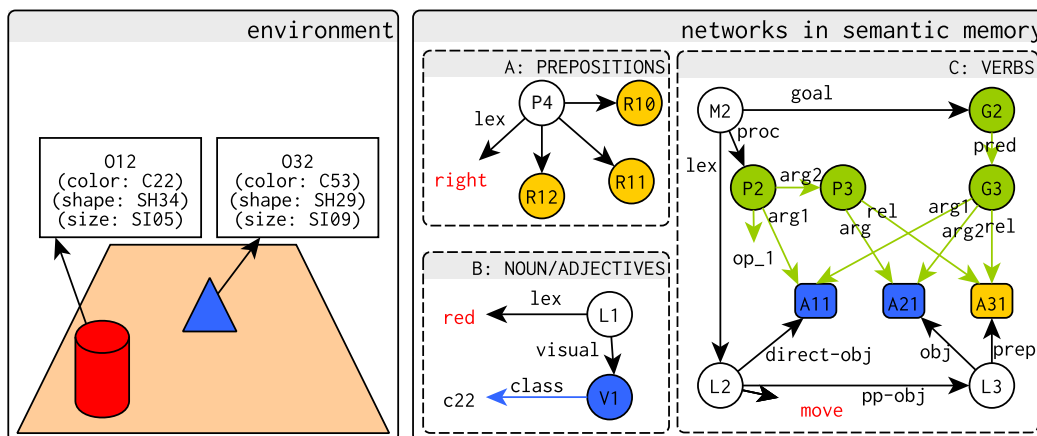 environment
O12
(color: C22)
(shape: SH34)
(size: SI05)
O32
(color: C53)
(shape: SH29)
(size: SI09)
networks in semantic memory
A: PREPOSITIONS
P4
R10
lex
right
R12
R11
B: NOUN/ADJECTIVES
lex
red
L1
visual
class
c22
V1
C: VERBS
M2
goal
G2
proc
pred
lex
P2
arg2
P3
G3
rel
arg1
arg1
arg
arg2
rel
op_1
A11
A21
A31
direct-obj
obj
prep
L2
pp-obj
L3
move